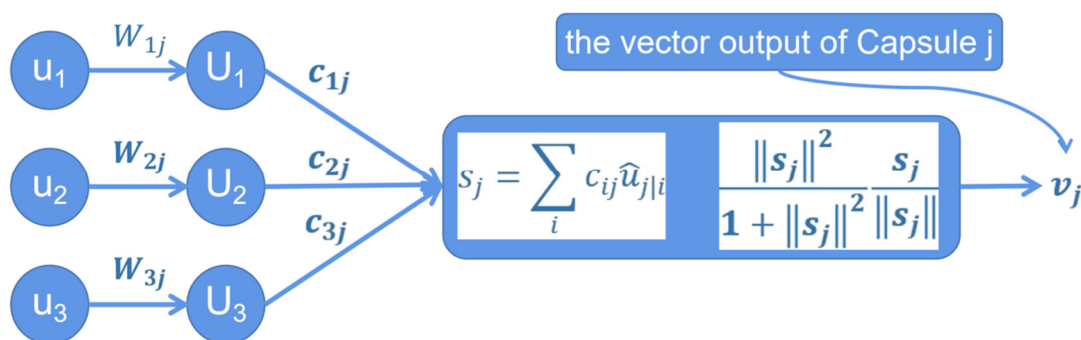 the vector output of Capsule j
u₁ W₁ⱼ U₁ c₁ⱼ
u₂ W₂ⱼ U₂ c₂ⱼ
u₃ W₃ⱼ U₃ c₃ⱼ
sⱼ = ∑ᵢ cᵢⱼ û_{j|i}
‖sⱼ‖² / 1 + ‖sⱼ‖² sⱼ / ‖sⱼ‖
vⱼ